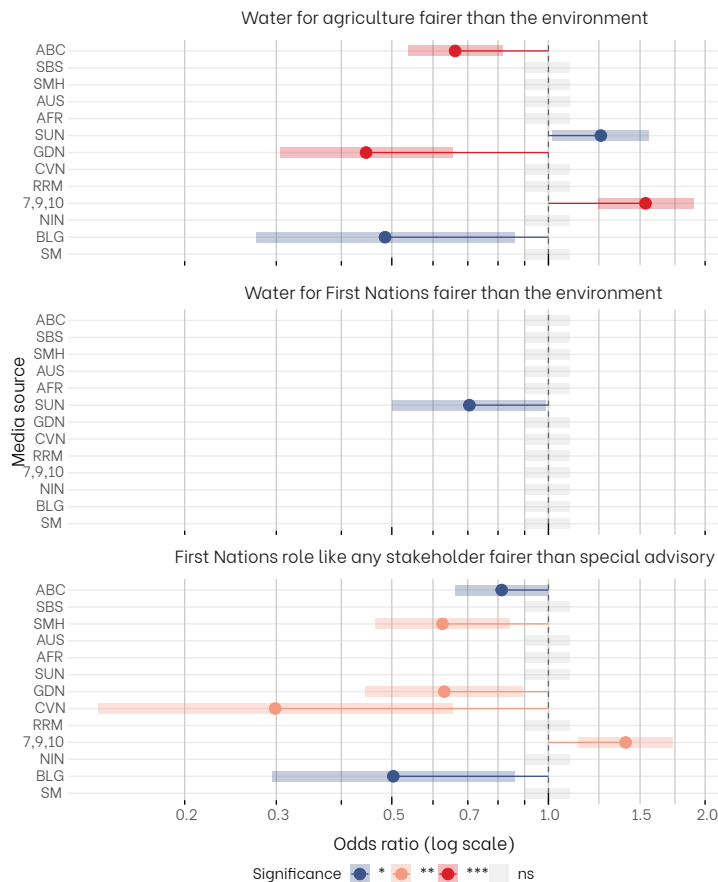 Water for agriculture fairer than the environment
ABC
SBS
SMH
AUS
AFR
SUN
GDN
CVN
RRM
7,9,10
NIN
BLG
SM
Water for First Nations fairer than the environment
Media source
ABC
SBS
SMH
AUS
AFR
SUN
GDN
CVN
RRM
7,9,10
NIN
BLG
SM
First Nations role like any stakeholder fairer than special advisory
ABC
SBS
SMH
AUS
AFR
SUN
GDN
CVN
RRM
7,9,10
NIN
BLG
SM
0.2 0.3 0.5 0.7 1.0 1.5 2.0
Odds ratio (log scale)
Significance * ** *** ns